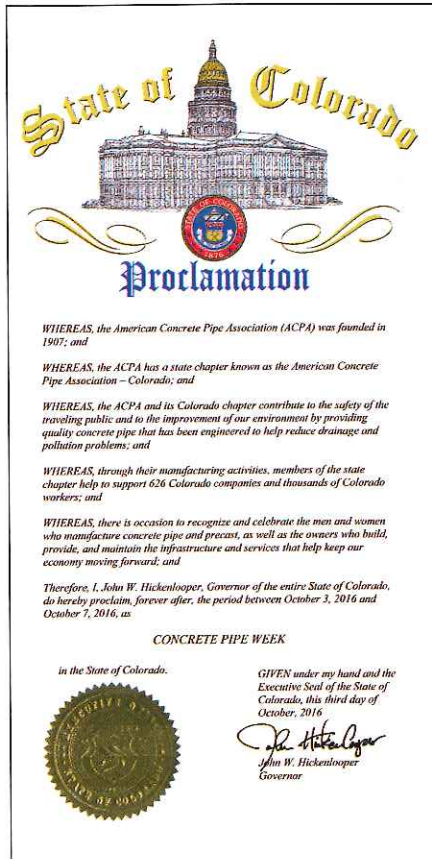 State of Colorado
STATE OF COLORADO
1876
Proclamation
WHEREAS, the American Concrete Pipe Association (ACPA) was founded in
1907; and
WHEREAS, the ACPA has a state chapter known as the American Concrete
Pipe Association – Colorado; and
WHEREAS, the ACPA and its Colorado chapter contribute to the safety of the
traveling public and to the improvement of our environment by providing
quality concrete pipe that has been engineered to help reduce drainage and
pollution problems; and
WHEREAS, through their manufacturing activities, members of the state
chapter help to support 626 Colorado companies and thousands of Colorado
workers; and
WHEREAS, there is occasion to recognize and celebrate the men and women
who manufacture concrete pipe and precast, as well as the owners who build,
provide, and maintain the infrastructure and services that help keep our
economy moving forward; and
Therefore, I, John W. Hickenlooper, Governor of the entire State of Colorado,
do hereby proclaim, forever after, the period between October 3, 2016 and
October 7, 2016, as
CONCRETE PIPE WEEK
in the State of Colorado.
GIVEN under my hand and the
Executive Seal of the State of
Colorado, this third day of
October, 2016
John Hickenlooper
John W. Hickenlooper
Governor